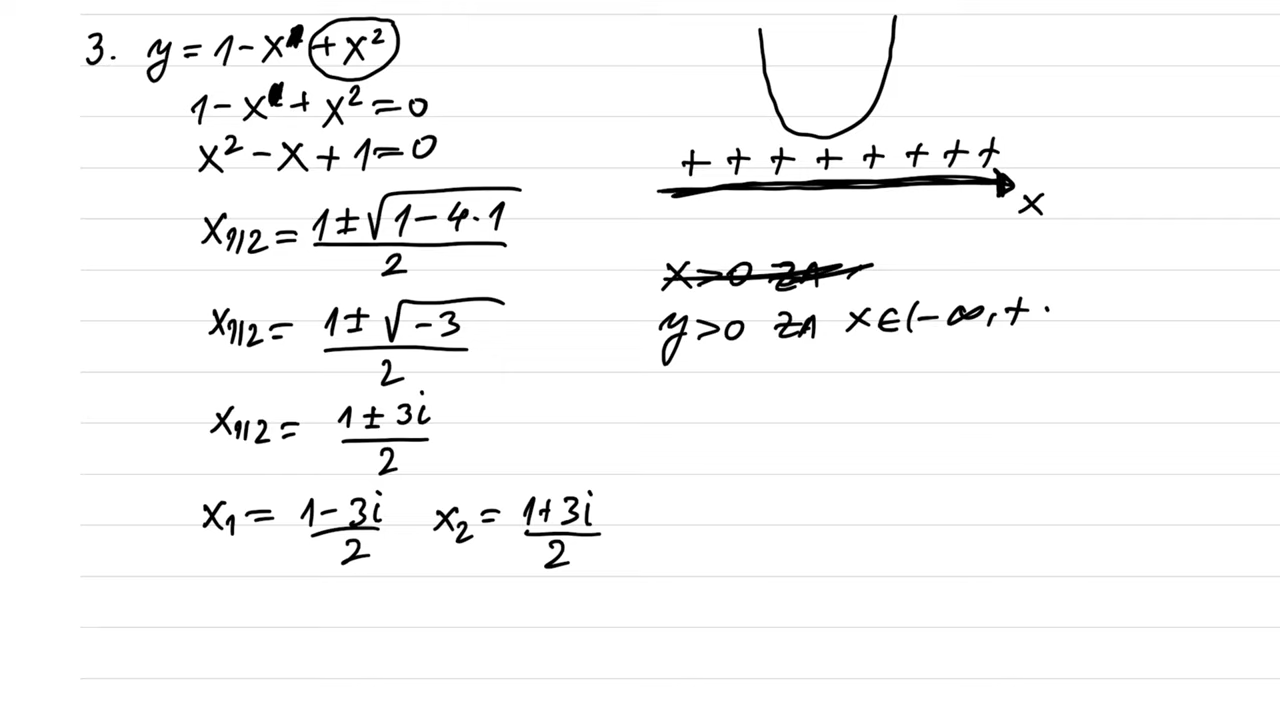 3. y = 1 - x + x²
1 - x + x² = 0
x² - x + 1 = 0
x₁/₂ = (1 ± √(1 - 4 · 1)) / 2
x₁/₂ = (1 ± √(-3)) / 2
x₁/₂ = (1 ± 3i) / 2
x₁ = (1 - 3i) / 2   x₂ = (1 + 3i) / 2
+ + + + + + + +
x
x > 0 ZA
y > 0 ZA x ∈ (-∞, +